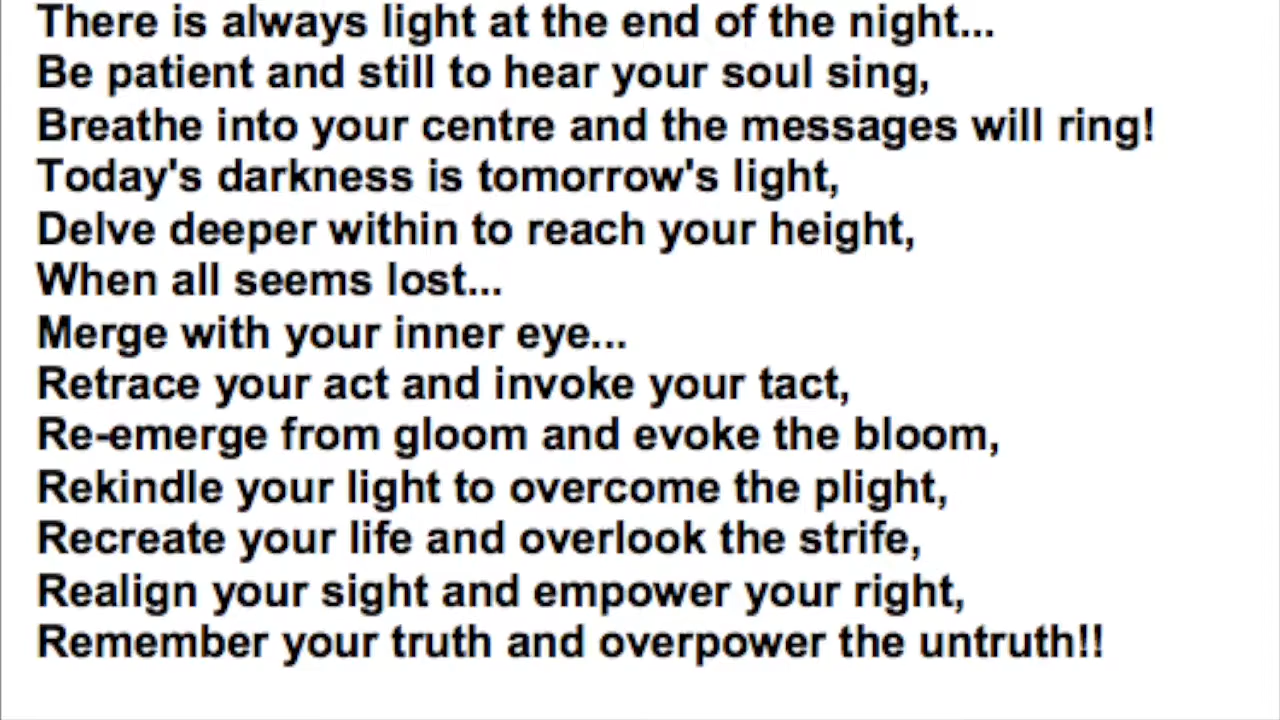 There is always light at the end of the night...
Be patient and still to hear your soul sing,
Breathe into your centre and the messages will ring!
Today's darkness is tomorrow's light,
Delve deeper within to reach your height,
When all seems lost...
Merge with your inner eye...
Retrace your act and invoke your tact,
Re-emerge from gloom and evoke the bloom,
Rekindle your light to overcome the plight,
Recreate your life and overlook the strife,
Realign your sight and empower your right,
Remember your truth and overpower the untruth!!